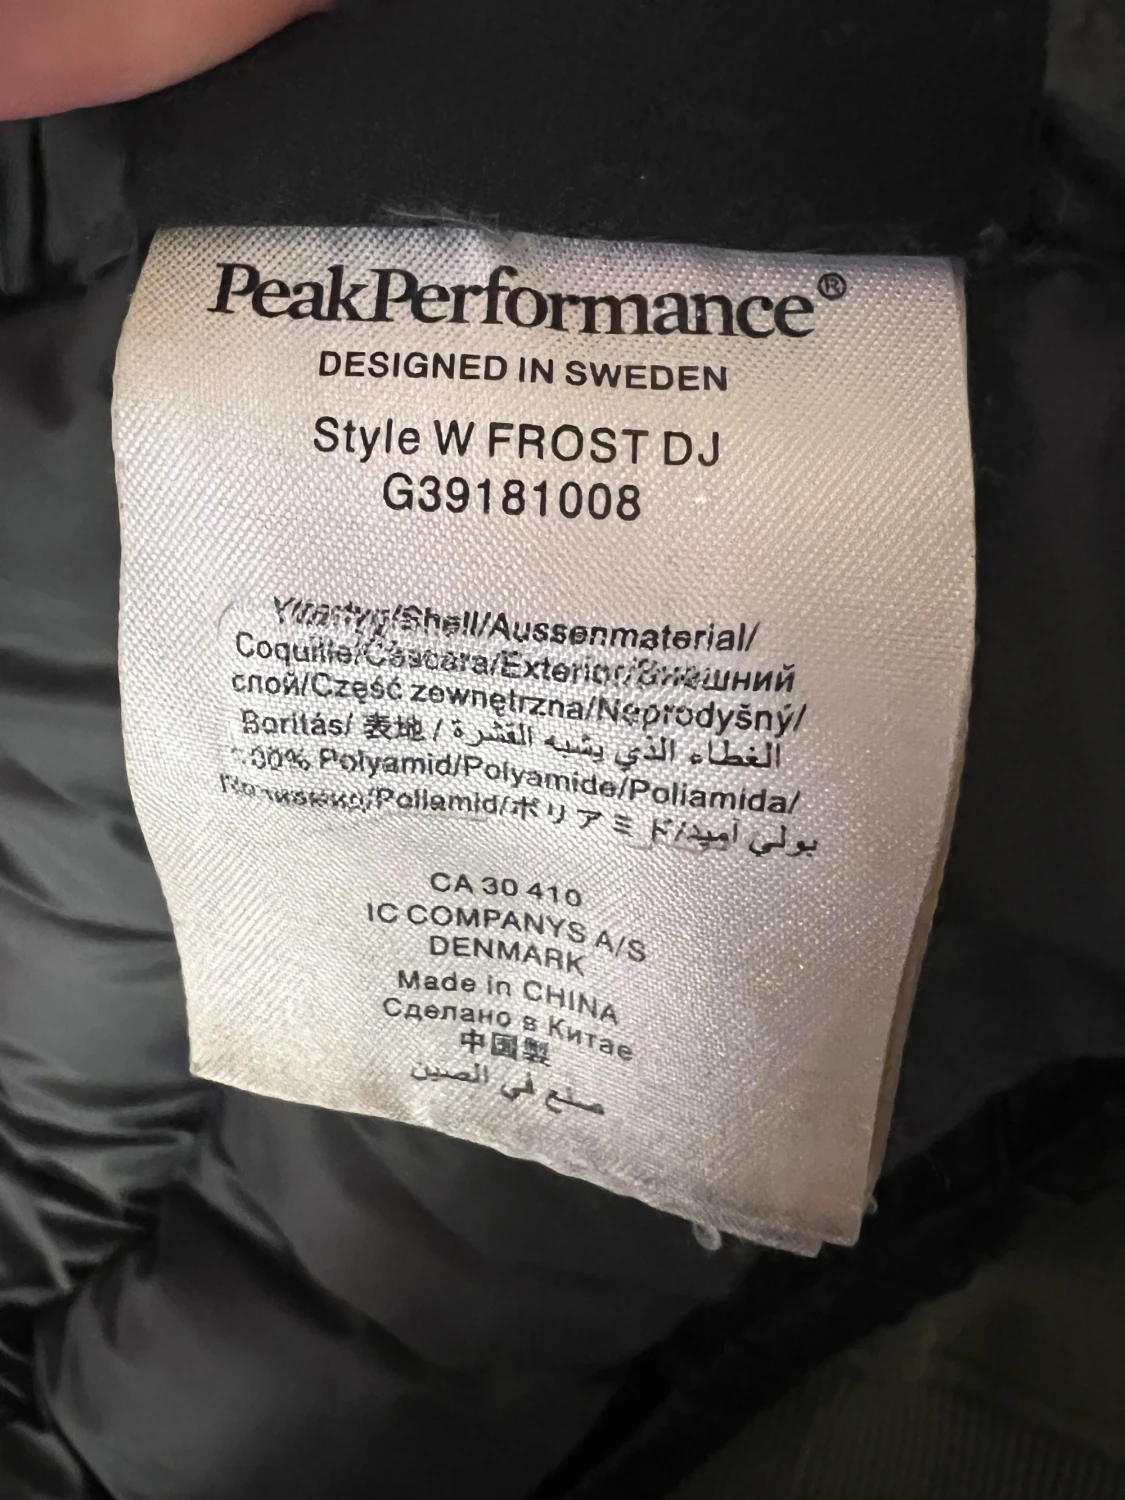 PeakPerformance®
DESIGNED IN SWEDEN
Style W FROST DJ
G39181008
/Shell/Aussenmaterial/
Coquille/Cáscara/Exterior/Внешний
слой/Część zewnętrzna/Neprodyšný/
Borítás/ 表地 / الغطاء الذي يشبه القشرة
Polyamid/Polyamide/Poliamida/
/Poliamid/ポリアミド/بولي أميد
CA 30 410
IC COMPANYS A/S
DENMARK
Made in CHINA
Сделано в Китае
中国製
صنع في الصين